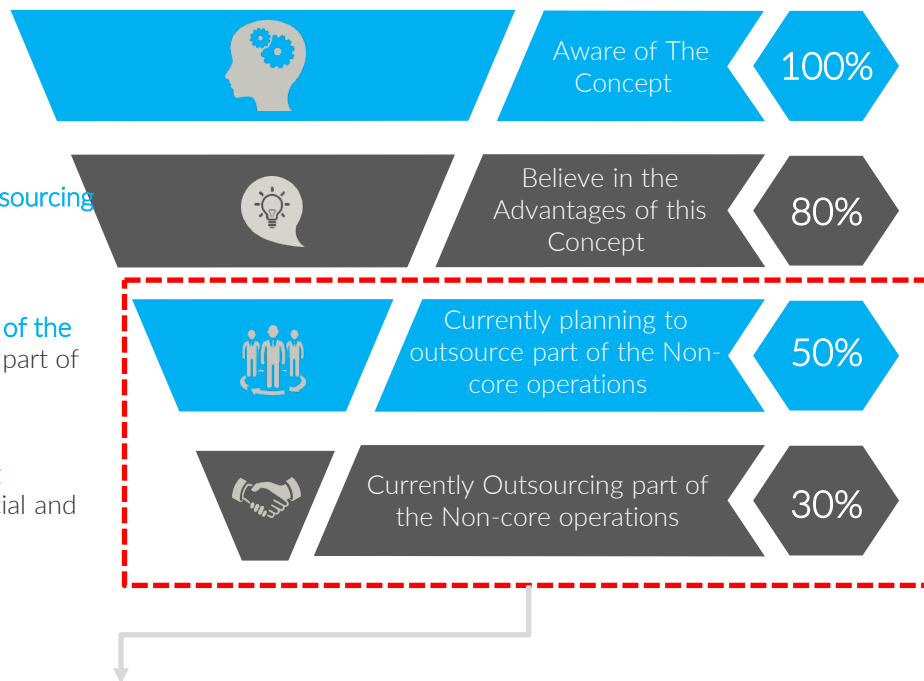 Aware of The
Concept
100%
sourcing
Believe in the
Advantages of this
Concept
80%
of the
part of
Currently planning to
outsource part of the Non-
core operations
50%
and
Currently Outsourcing part of
the Non-core operations
30%